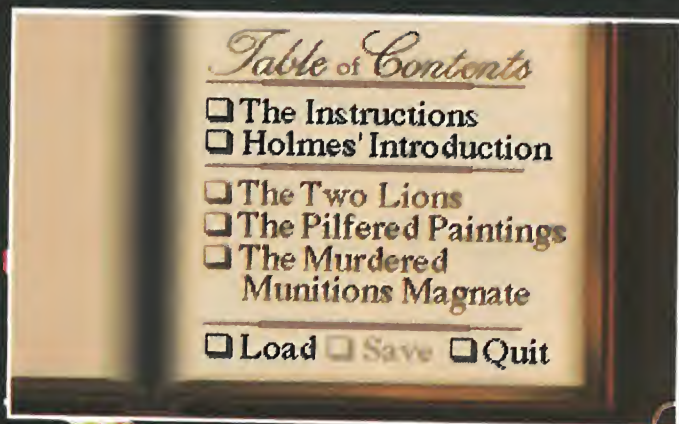 Table of Contents
❑ The Instructions
❑ Holmes' Introduction
❑ The Two Lions
❑ The Pilfered Paintings
❑ The Murdered
Munitions Magnate
❑ Load ❑ Save ❑ Quit